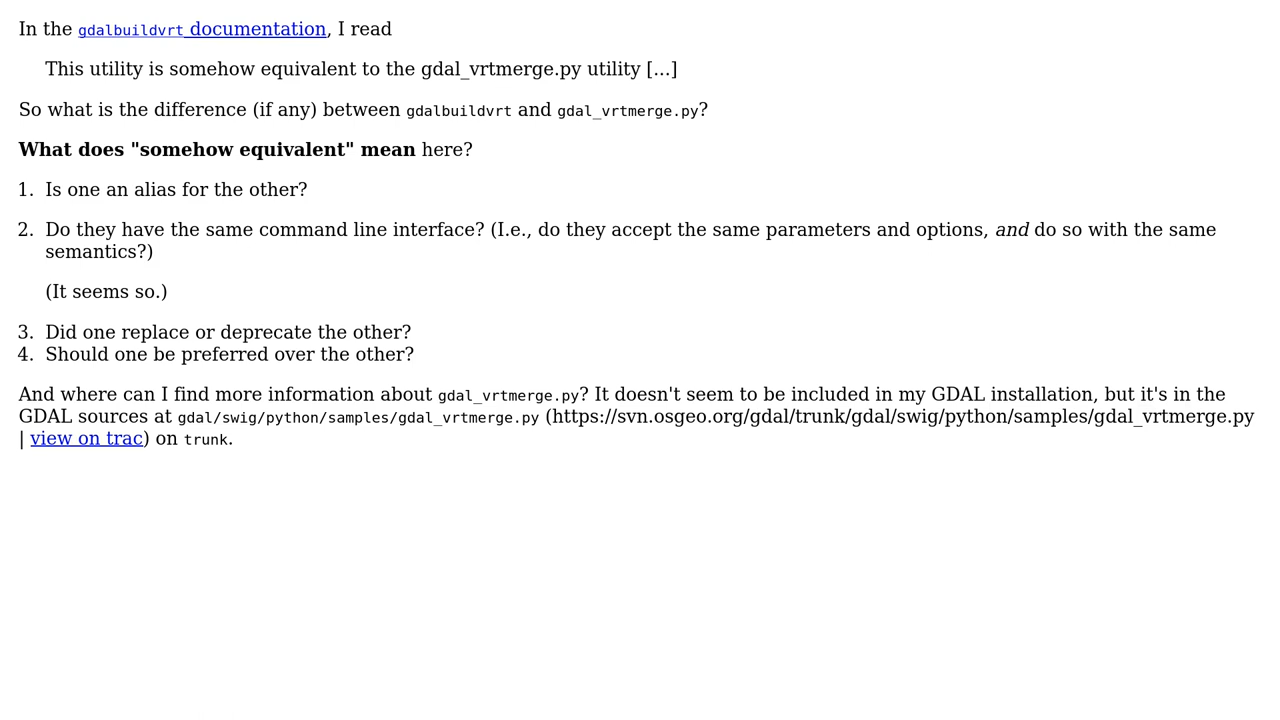 In the gdalbuildvrt documentation, I read
This utility is somehow equivalent to the gdal_vrtmerge.py utility [...]
So what is the difference (if any) between gdalbuildvrt and gdal_vrtmerge.py?
What does "somehow equivalent" mean here?
1. Is one an alias for the other?
2. Do they have the same command line interface? (I.e., do they accept the same parameters and options, and do so with the same
semantics?)
(It seems so.)
3. Did one replace or deprecate the other?
4. Should one be preferred over the other?
And where can I find more information about gdal_vrtmerge.py? It doesn't seem to be included in my GDAL installation, but it's in the
GDAL sources at gdal/swig/python/samples/gdal_vrtmerge.py (https://svn.osgeo.org/gdal/trunk/gdal/swig/python/samples/gdal_vrtmerge.py
| view on trac) on trunk.